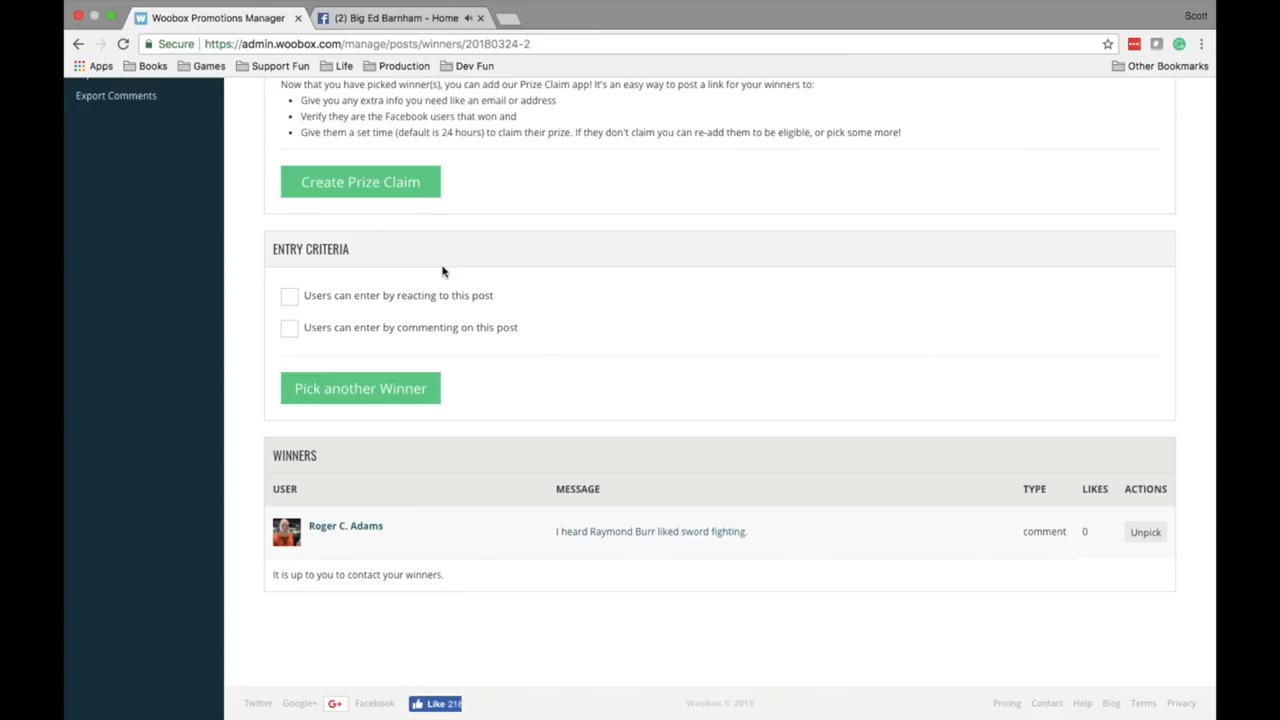 Woobox Promotions Manager
(2) Big Ed Barnham - Home
Scott
Secure
https://admin.woobox.com/manage/posts/winners/20180324-2
Apps
Books
Games
Support Fun
Life
Production
Dev Fun
Other Bookmarks
Export Comments
Now that you have picked winner(s), you can add our Prize Claim app! It's an easy way to post a link for your winners to:
• Give you any extra info you need like an email or address
• Verify they are the Facebook users that won and
• Give them a set time (default is 24 hours) to claim their prize. If they don't claim you can re-add them to be eligible, or pick some more!
Create Prize Claim
ENTRY CRITERIA
Users can enter by reacting to this post
Users can enter by commenting on this post
Pick another Winner
WINNERS
USER MESSAGE TYPE LIKES ACTIONS
Roger C. Adams I heard Raymond Burr liked sword fighting. comment 0 Unpick
It is up to you to contact your winners.
Twitter Google+ G+ Facebook Like Woobox © 2018 Pricing Contact Help Blog Terms Privacy